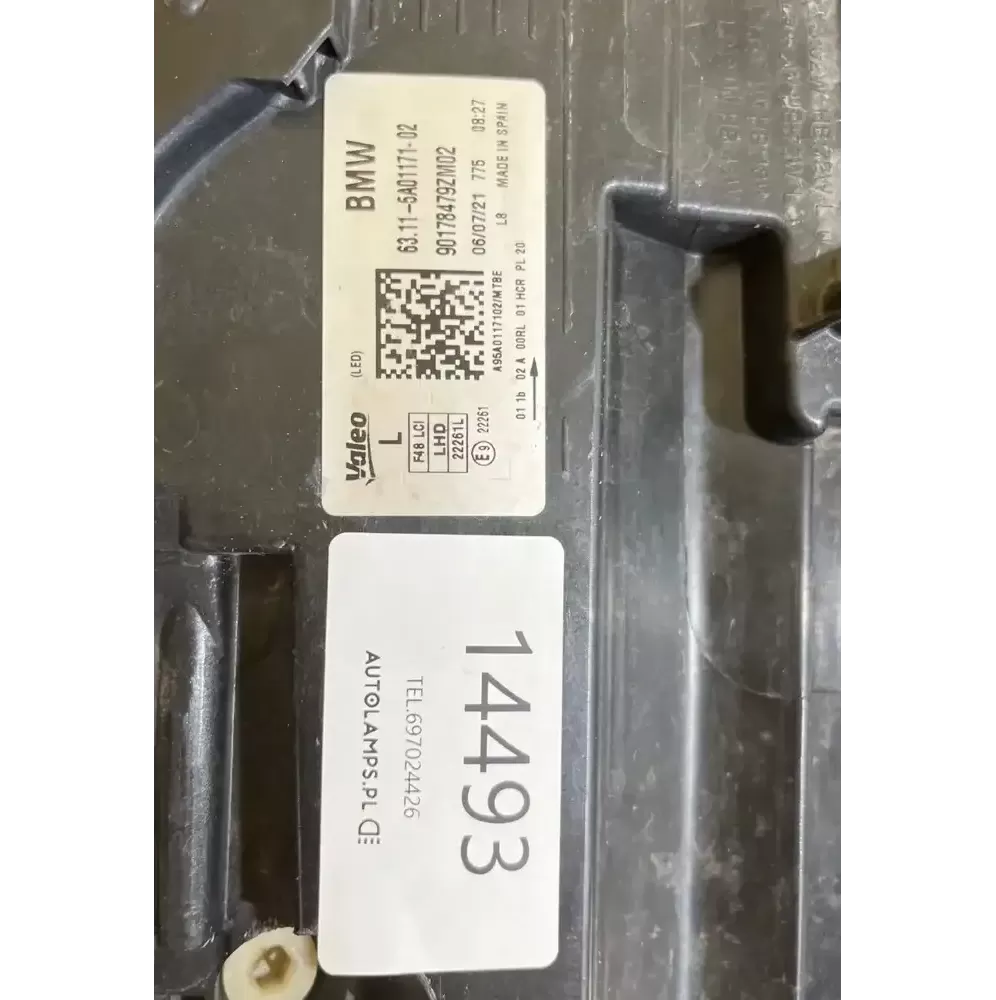 Valeo
(LED)
BMW
L
F48 LCI
LHD
22261L
63.11-5A01171-02
90178479ZM02
06/07/21 775 08:27
L8 MADE IN SPAIN
A95A0117102/MTBE
E9 22261
01 1b 02 A 00RL 01 HCR PL 20
14493
TEL.697024426
AUTOLAMPS.PL